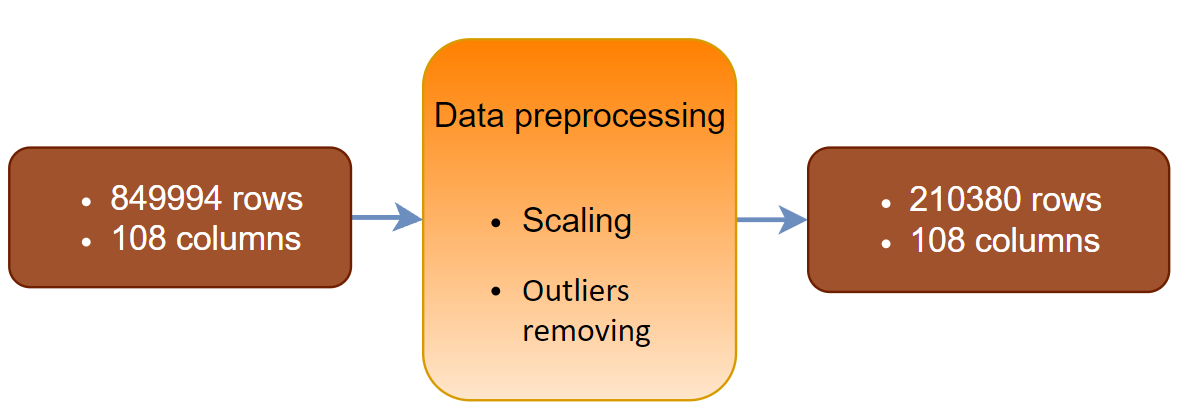 849994 rows
108 columns
Data preprocessing
Scaling
Outliers
removing
210380 rows
108 columns